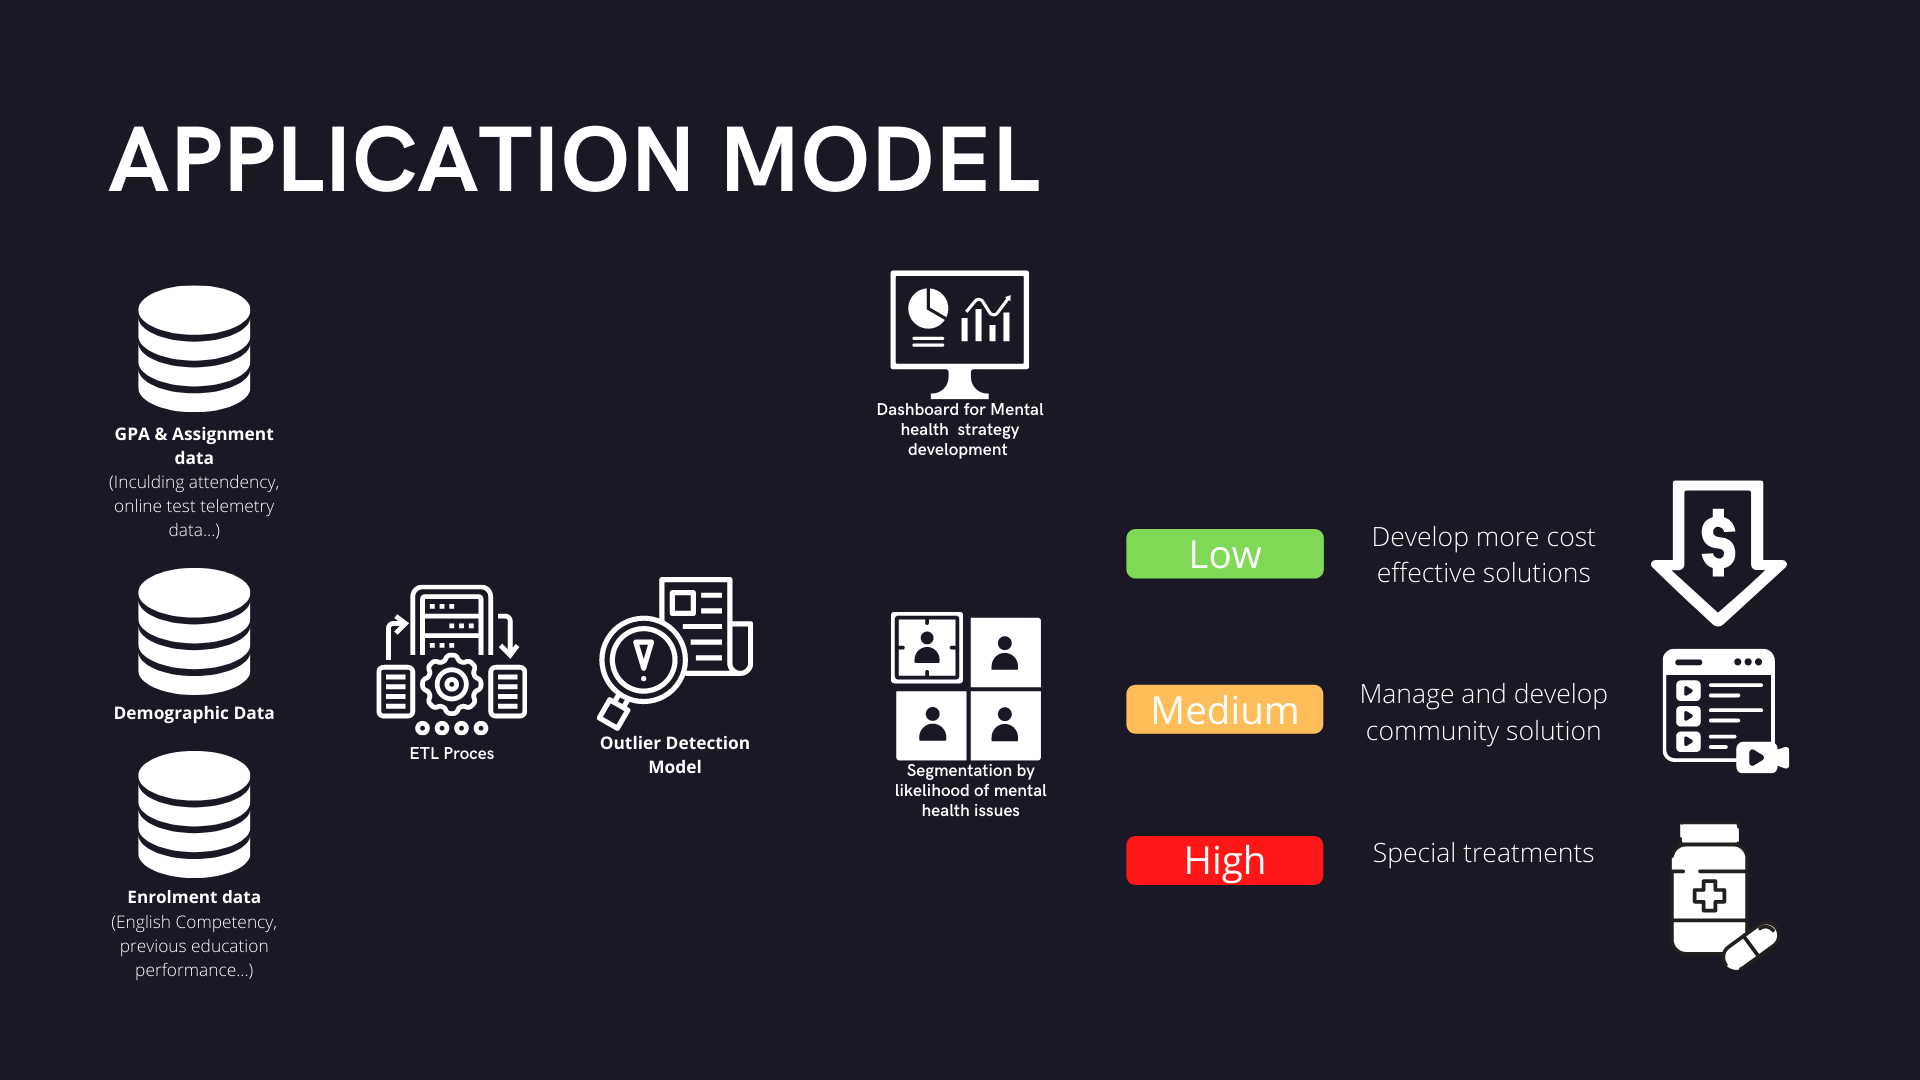 APPLICATION MODEL
GPA & Assignment
data
(Inculding attendency,
online test telemetry
data...)
Demographic Data
Enrolment data
(English Competency,
previous education
performance...)
ETL Proces
Outlier Detection
Model
Dashboard for Mental
health strategy
development
Segmentation by
likelihood of mental
health issues
Low
Develop more cost
effective solutions
$
Medium
Manage and develop
community solution
High
Special treatments